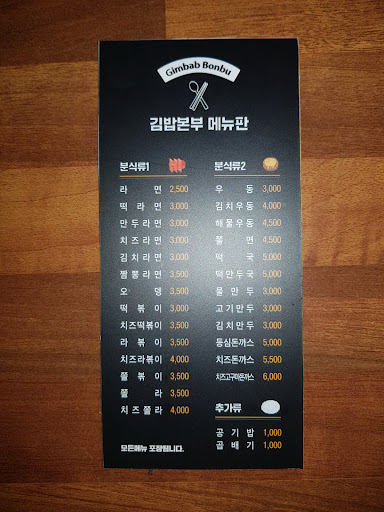 Gimbab Bonbu
김밥본부 메뉴판
분식류1
라면 2,500
떡라면 3,000
만두라면 3,000
치즈라면 3,000
김치라면 3,000
짬뽕라면 3,500
오뎅 3,500
떡볶이 3,000
치즈떡볶이 3,500
라볶이 3,500
치즈라볶이 4,000
쫄볶이 3,500
쫄라 3,500
치즈쫄라 4,000
모든메뉴 포장됩니다.
분식류2
우동 3,000
김치우동 4,000
해물우동 4,500
쫄면 4,500
떡국 5,000
떡만두국 5,000
물만두 3,000
고기만두 3,000
김치만두 3,000
등심돈까스 5,500
치즈돈까스 5,500
치즈고구마돈까스 6,000
추가류
공기밥 1,000
곱배기 1,000